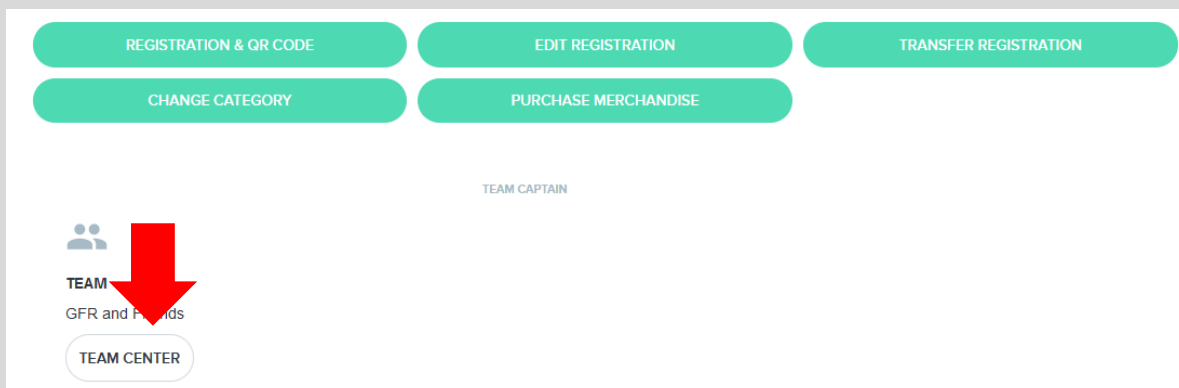 REGISTRATION & QR CODE
EDIT REGISTRATION
TRANSFER REGISTRATION
CHANGE CATEGORY
PURCHASE MERCHANDISE
TEAM CAPTAIN
TEAM
GFR and
TEAM CENTER